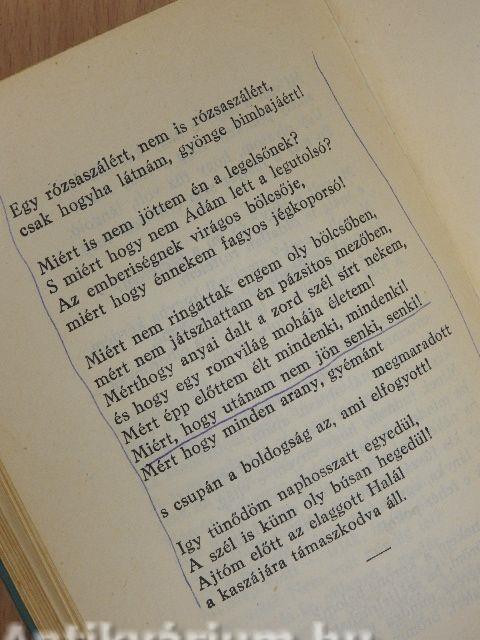 Egy rózsaszálért, nem is rózsaszálért,
csak hogyha látnám, gyönge bimbajáért!
Miért is nem jöttem én a legelsőnek?
S miért hogy nem Ádám lett a legutolsó?
Az emberiségnek virágos bölcsője,
miért hogy énnekem fagyos jégkoporsó!
Miért nem ringattak engem oly bölcsőben,
mért nem játszhattam én pázsitos mezőben,
Mérthogy anyai dalt a zord szél sírt nekem,
és hogy egy romvilág mohája életem!
Mért épp előttem élt mindenki, mindenki!
Miért, hogy utánam nem jön senki, senki!
Mért hogy minden arany, gyémánt
megmaradott
s csupán a boldogság az, ami elfogyott!
Igy tünődöm naphosszatt egyedül,
A szél is künn oly búsan hegedül!
Ajtóm előtt az elaggott Halál
a kaszájára támaszkodva áll.
Antikvárium.hu